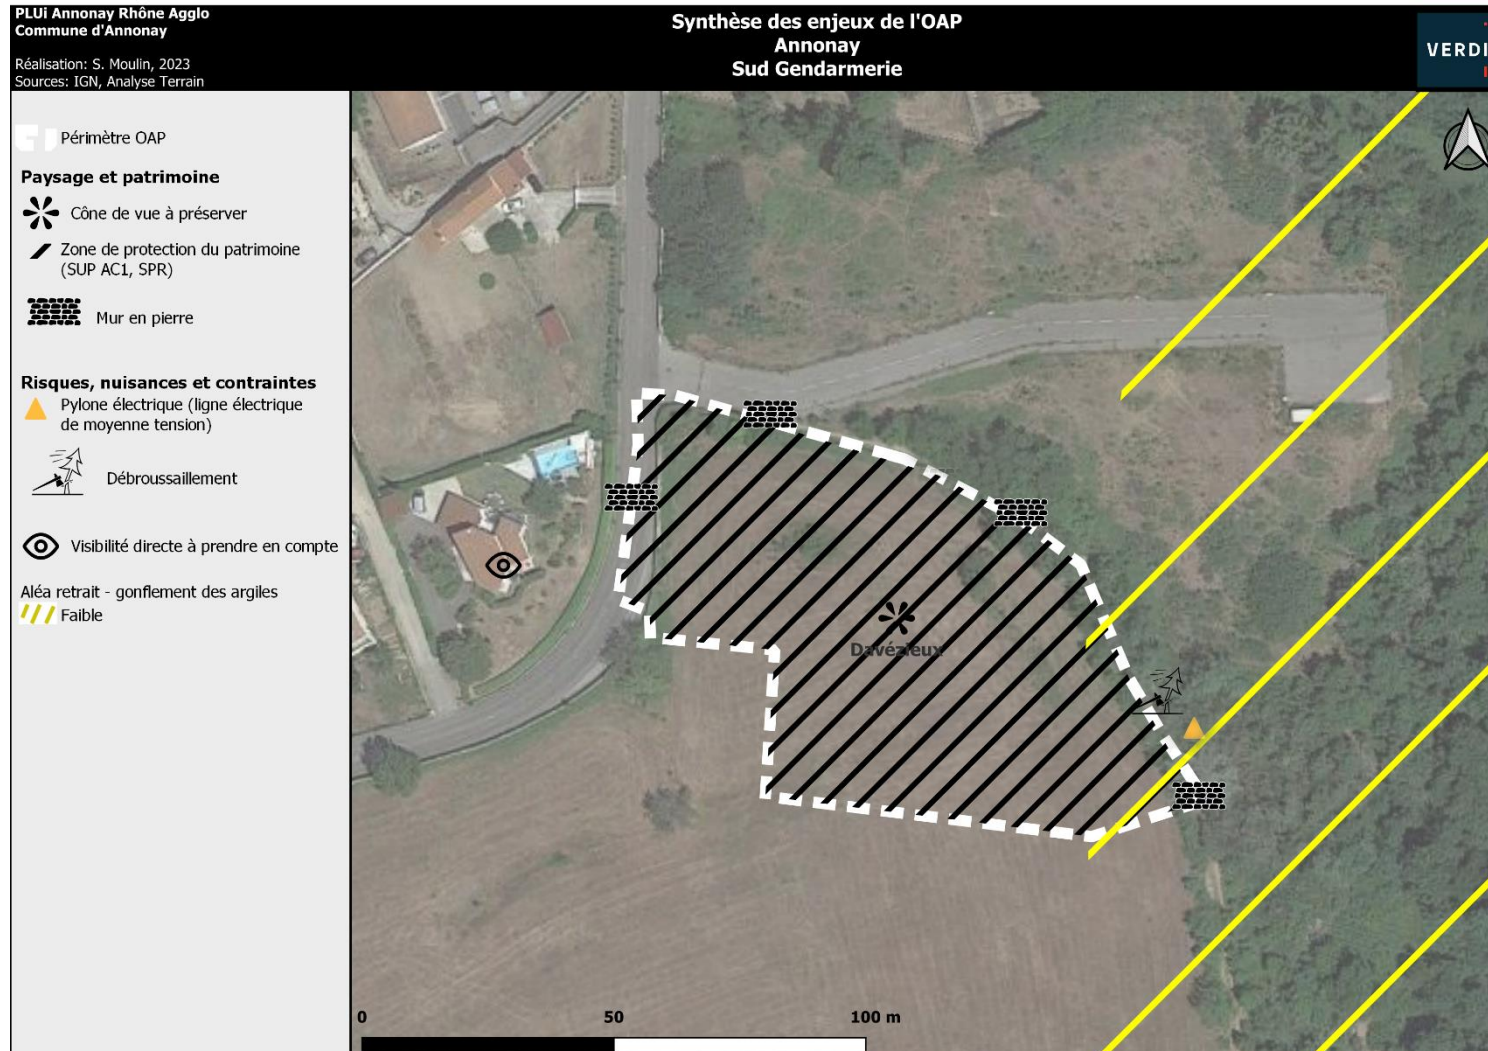 PLUi Annonay Rhône Agglo
Commune d'Annonay
Réalisation: S. Moulin, 2023
Sources: IGN, Analyse Terrain
Synthèse des enjeux de l'OAP
Annonay
Sud Gendarmerie
VERDI
Périmètre OAP
Paysage et patrimoine
Cône de vue à préserver
Zone de protection du patrimoine
(SUP AC1, SPR)
Mur en pierre
Risques, nuisances et contraintes
Pylone électrique (ligne électrique
de moyenne tension)
Débroussaillement
Visibilité directe à prendre en compte
Aléa retrait - gonflement des argiles
Faible
Davézieux
0 50 100 m